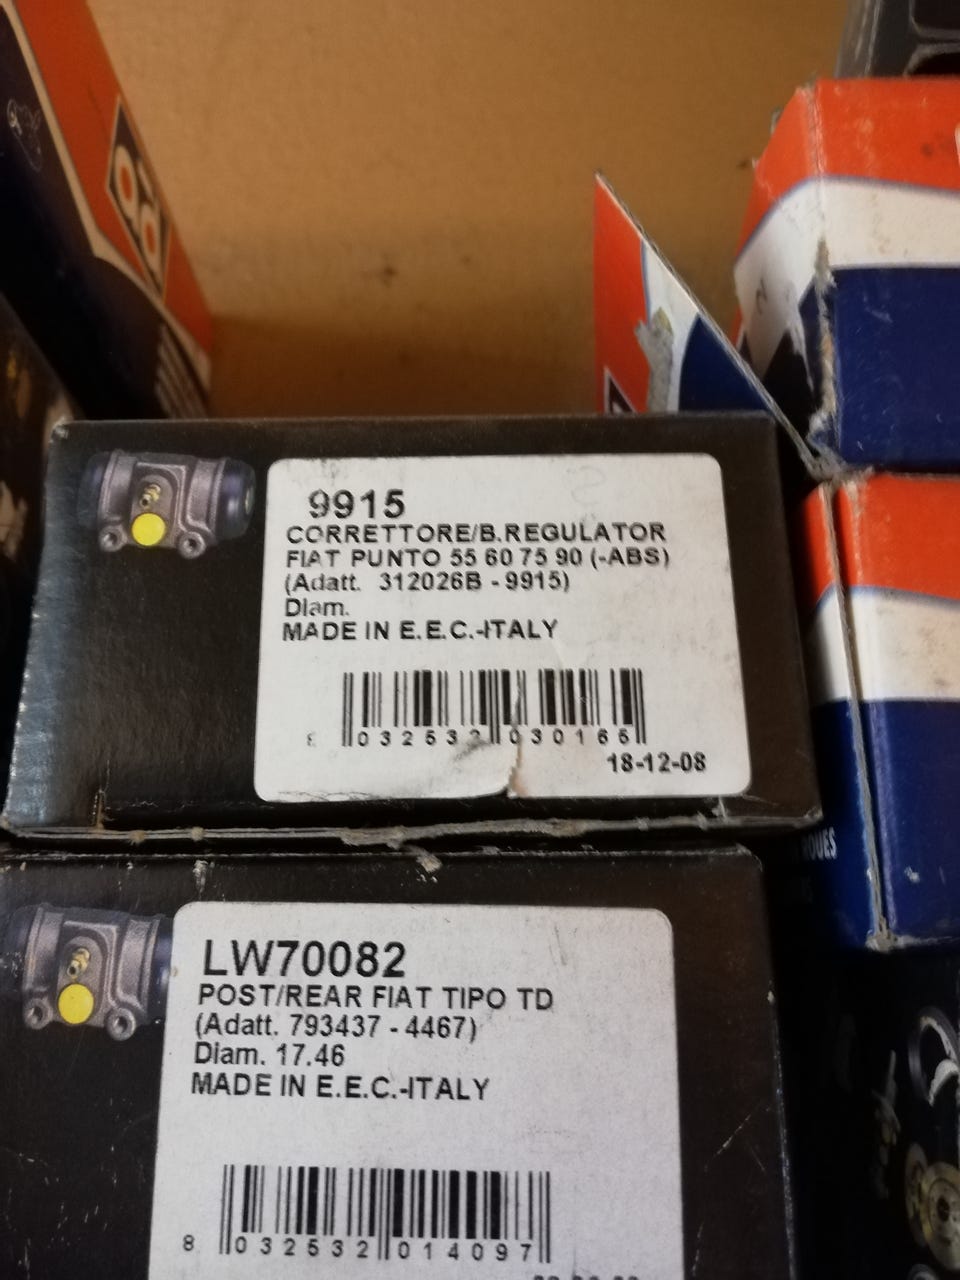 9915
CORRETTORE/B.REGULATOR
FIAT PUNTO 55 60 75 90 (-ABS)
(Adatt. 312026B - 9915)
Diam.
MADE IN E.E.C.-ITALY
8 032532 030165
18-12-08
LW70082
POST/REAR FIAT TIPO TD
(Adatt. 793437 - 4467)
Diam. 17.46
MADE IN E.E.C.-ITALY
8 032532 014097